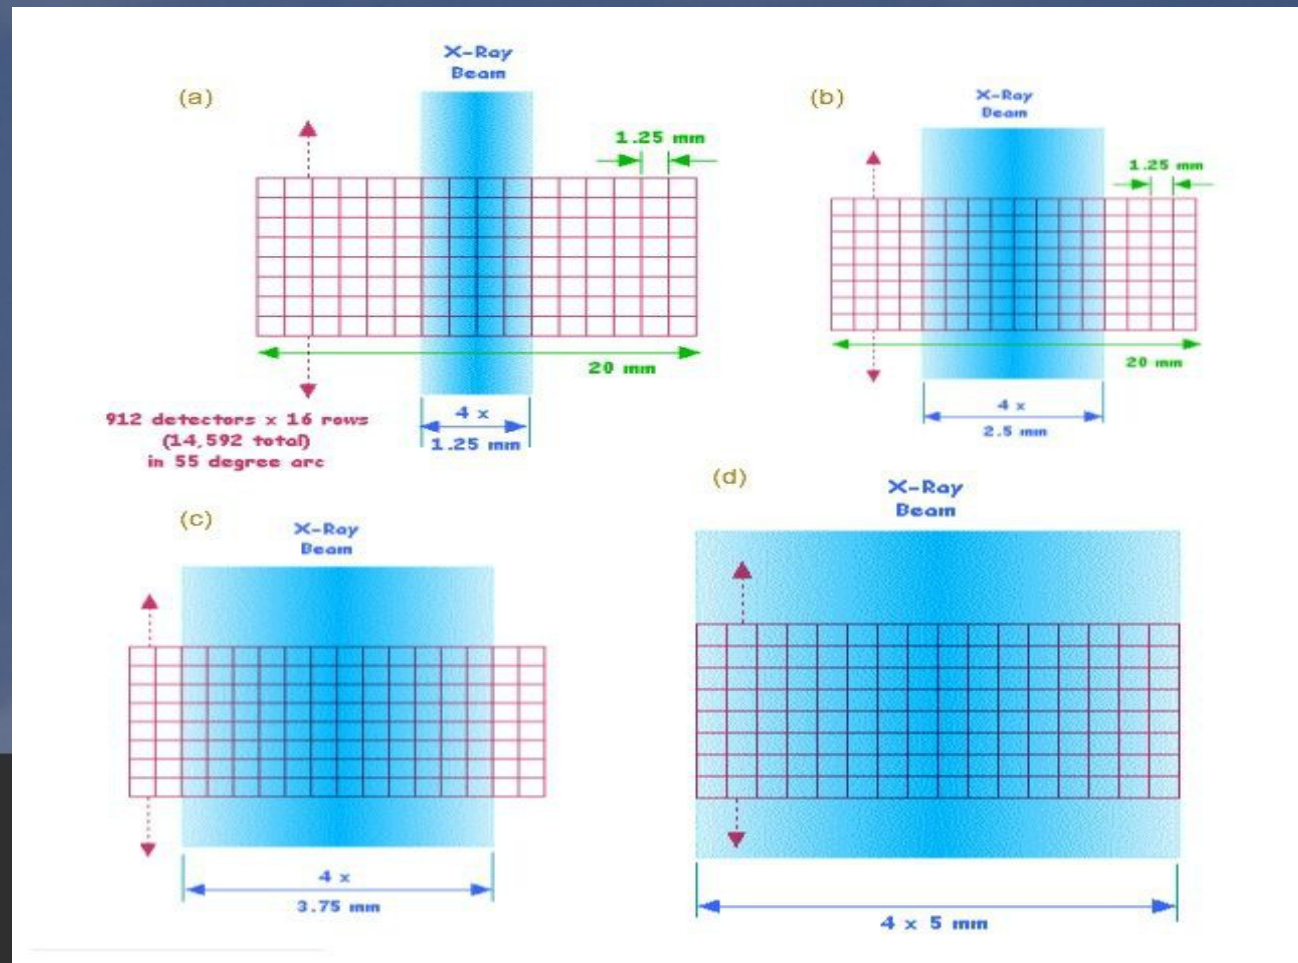 (a)
X-Ray
Beam
1.25 mm
20 mm
912 detectors x 16 rows
(14,592 total)
in 55 degree arc
4 x
1.25 mm
(b)
X-Ray
Beam
1.25 mm
20 mm
4 x
2.5 mm
(c)
X-Ray
Beam
4 x
3.75 mm
(d)
X-Ray
Beam
4 x 5 mm